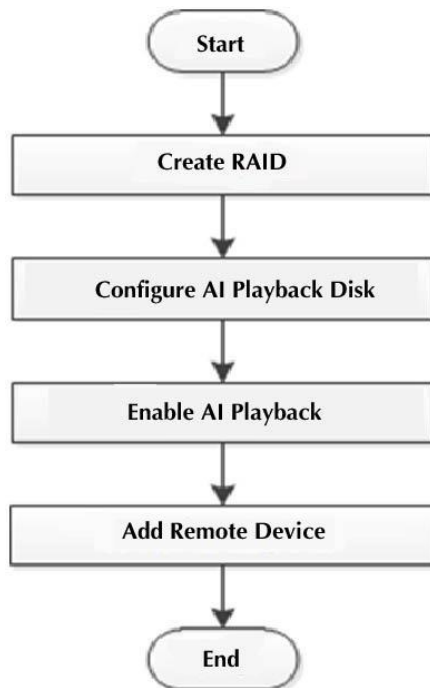 Start
Create RAID
Configure AI Playback Disk
Enable AI Playback
Add Remote Device
End